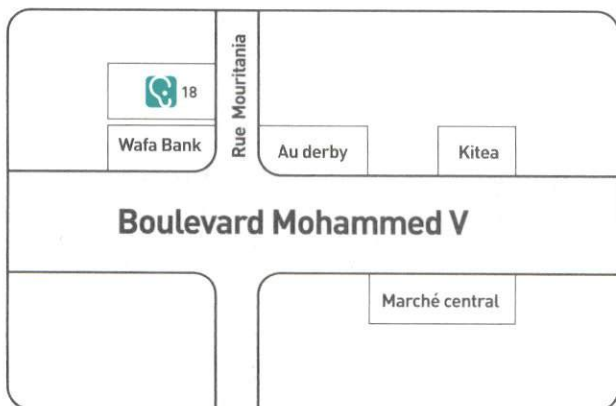 18
Rue Mouritania
Wafa Bank
Au derby
Kitea
Boulevard Mohammed V
Marché central